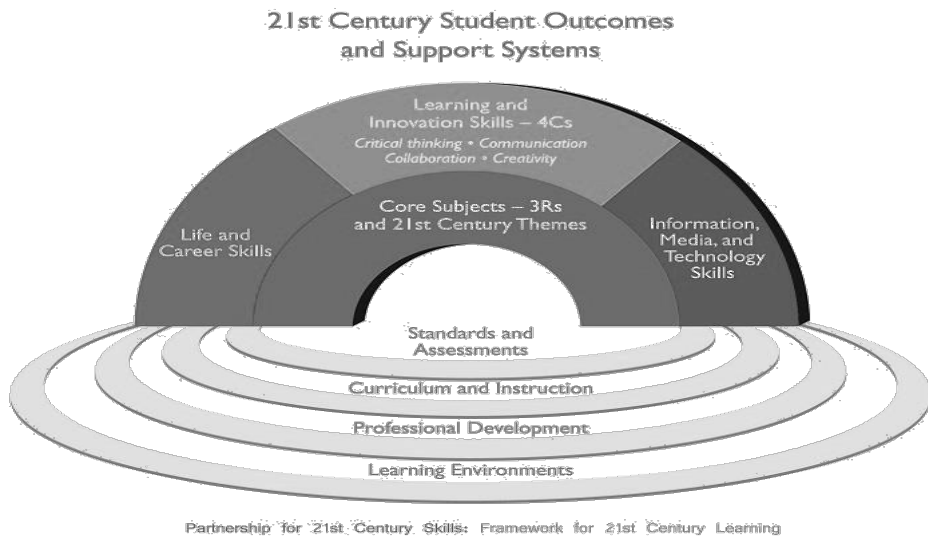 21st Century Student Outcomes
and Support Systems
Learning and
Innovation Skills – 4Cs
Critical thinking • Communication
Collaboration • Creativity
Core Subjects – 3Rs
and 21st Century Themes
Life and
Career Skills
Information,
Media, and
Technology
Skills
Standards and
Assessments
Curriculum and Instruction
Professional Development
Learning Environments
Partnership for 21st Century Skills: Framework for 21st Century Learning